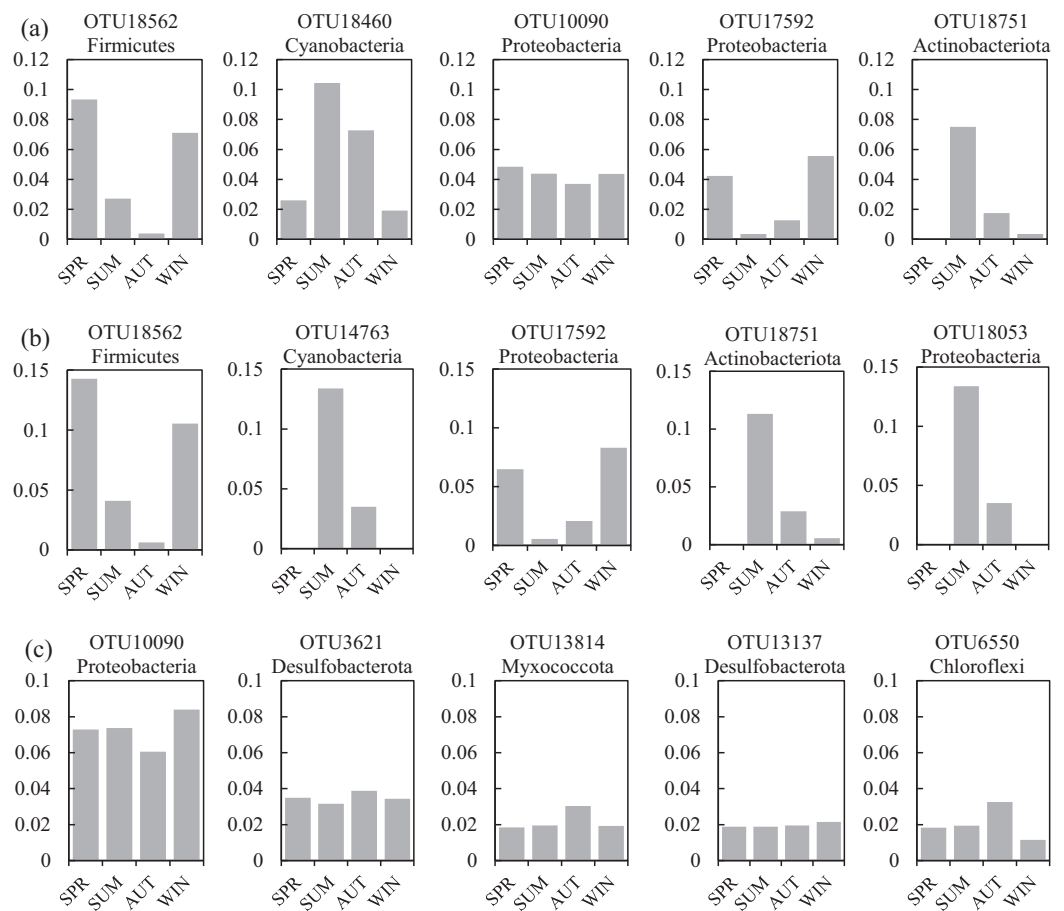 (a)
OTU18562
Firmicutes
0.12
0.1
0.08
0.06
0.04
0.02
0
SPR
SUM
AUT
WIN
OTU18460
Cyanobacteria
0.12
0.1
0.08
0.06
0.04
0.02
0
SPR
SUM
AUT
WIN
OTU10090
Proteobacteria
0.12
0.1
0.08
0.06
0.04
0.02
0
SPR
SUM
AUT
WIN
OTU17592
Proteobacteria
0.12
0.1
0.08
0.06
0.04
0.02
0
SPR
SUM
AUT
WIN
OTU18751
Actinobacteriota
0.12
0.1
0.08
0.06
0.04
0.02
0
SPR
SUM
AUT
WIN
(b)
OTU18562
Firmicutes
0.15
0.1
0.05
0
SPR
SUM
AUT
WIN
OTU14763
Cyanobacteria
0.15
0.1
0.05
0
SPR
SUM
AUT
WIN
OTU17592
Proteobacteria
0.15
0.1
0.05
0
SPR
SUM
AUT
WIN
OTU18751
Actinobacteriota
0.15
0.1
0.05
0
SPR
SUM
AUT
WIN
OTU18053
Proteobacteria
0.15
0.1
0.05
0
SPR
SUM
AUT
WIN
(c)
OTU10090
Proteobacteria
0.1
0.08
0.06
0.04
0.02
0
SPR
SUM
AUT
WIN
OTU3621
Desulfobacterota
0.1
0.08
0.06
0.04
0.02
0
SPR
SUM
AUT
WIN
OTU13814
Myxococcota
0.1
0.08
0.06
0.04
0.02
0
SPR
SUM
AUT
WIN
OTU13137
Desulfobacterota
0.1
0.08
0.06
0.04
0.02
0
SPR
SUM
AUT
WIN
OTU6550
Chloroflexi
0.1
0.08
0.06
0.04
0.02
0
SPR
SUM
AUT
WIN